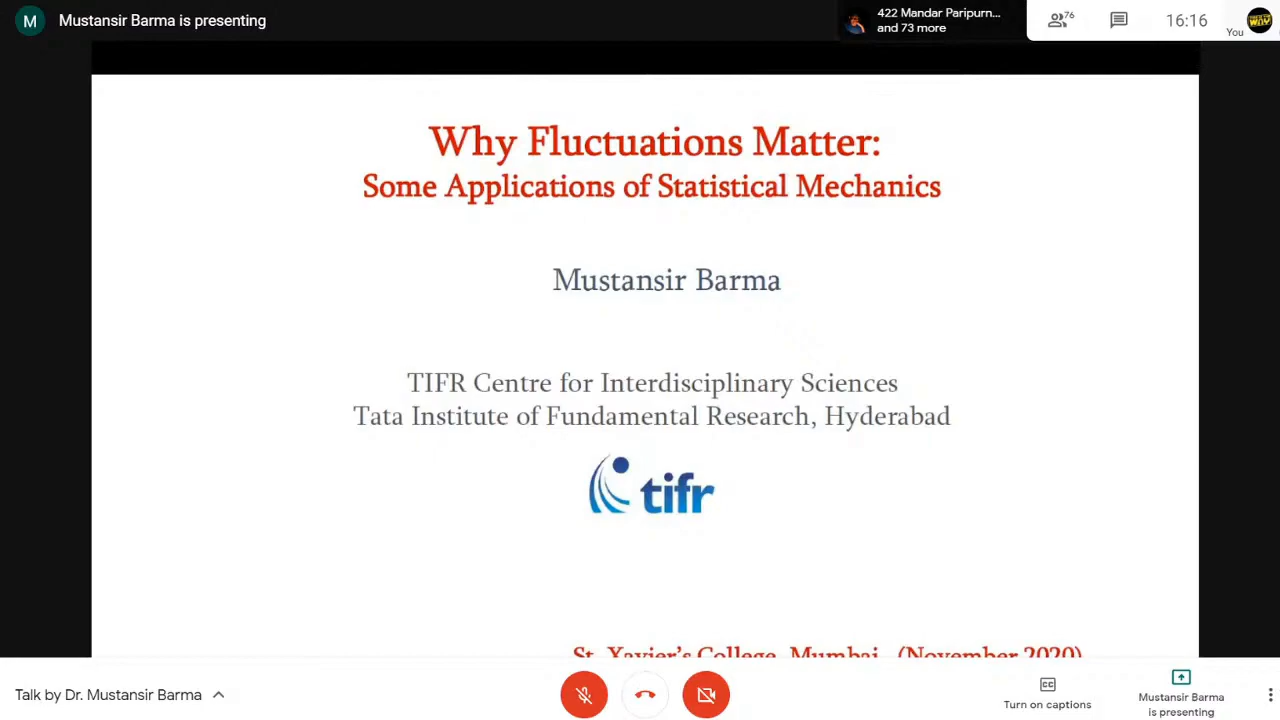 M
Mustansir Barma is presenting
422 Mandar Paripurn...
and 73 more
76
16:16
You
Why Fluctuations Matter:
Some Applications of Statistical Mechanics
Mustansir Barma
TIFR Centre for Interdisciplinary Sciences
Tata Institute of Fundamental Research, Hyderabad
tifr
St. Xavier's College, Mumbai (November 2020)
Talk by Dr. Mustansir Barma
CC
Turn on captions
Mustansir Barma
is presenting